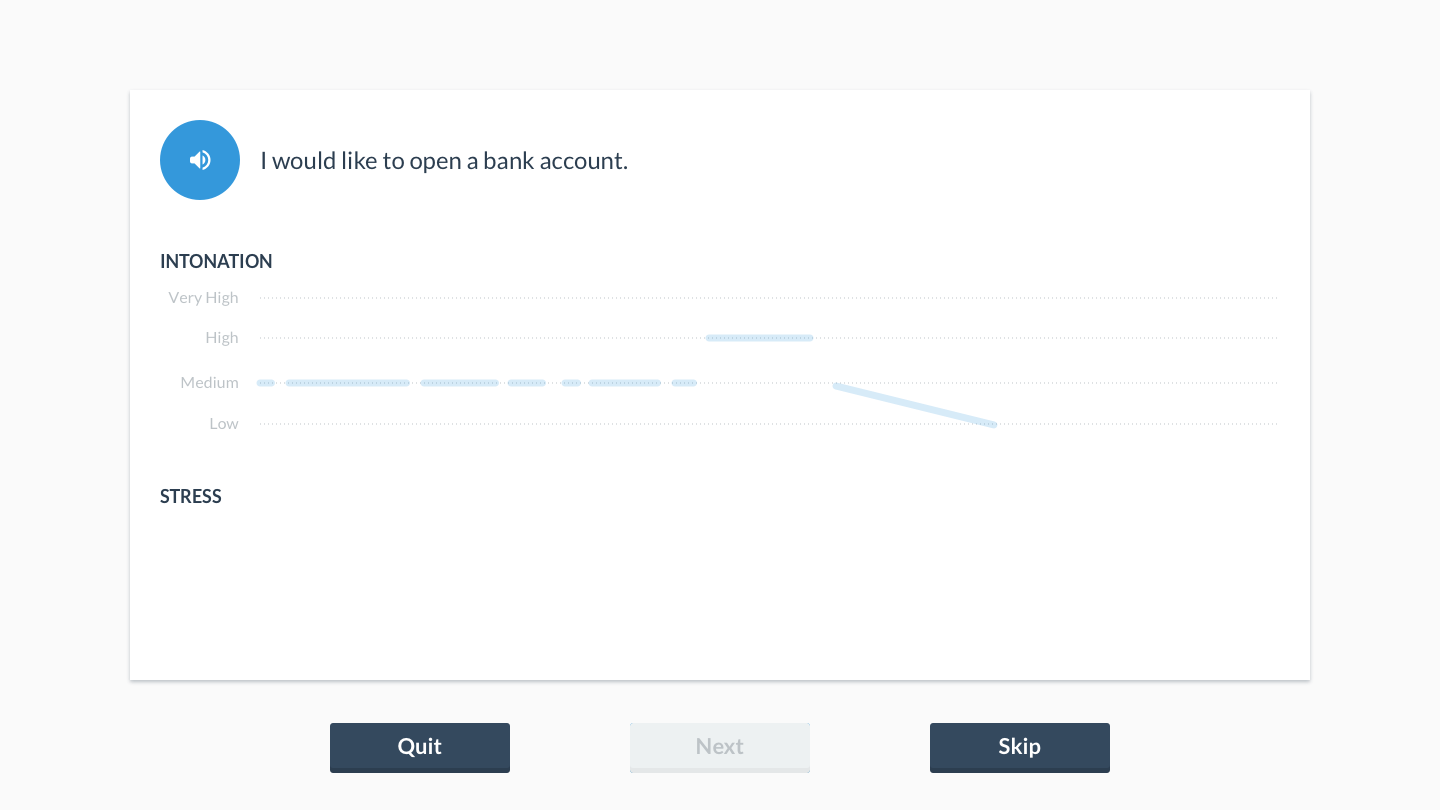 I would like to open a bank account.
INTONATION
Very High
High
Medium
Low
STRESS
Quit
Next
Skip